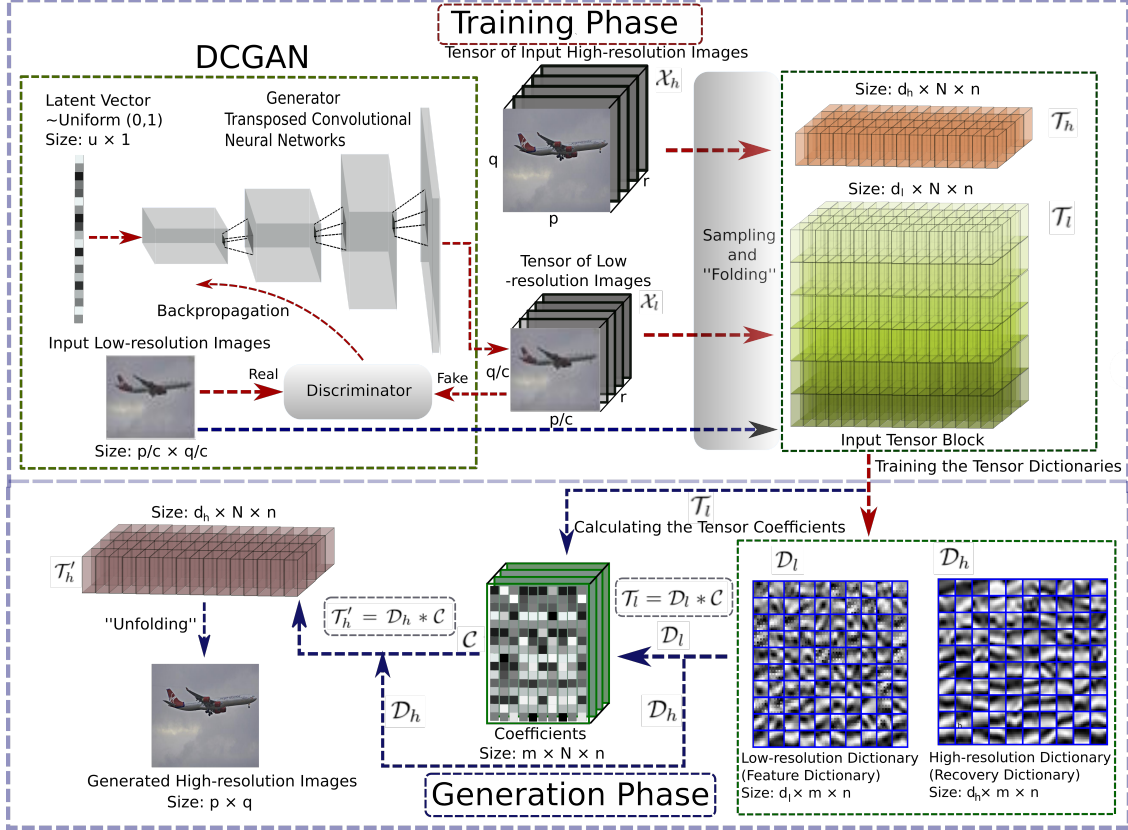 Training Phase
DCGAN
Tensor of Input High-resolution Images
Latent Vector
~Uniform (0,1)
Size: u × 1
Generator
Transposed Convolutional
Neural Networks
𝒳ₕ
q
r
p
Size: dₕ × N × n
𝒯ₕ
Size: dₗ × N × n
𝒯ₗ
Sampling
and
"Folding"
Tensor of Low
-resolution Images
𝒳ₗ
Backpropagation
Input Low-resolution Images
Real
Discriminator
Fake
q/c
r
p/c
Size: p/c × q/c
Input Tensor Block
Training the Tensor Dictionaries
𝒯ₗ
Calculating the Tensor Coefficients
Size: dₕ × N × n
𝒯ₕ′
"Unfolding"
𝒯ₕ′ = 𝒟ₕ * 𝒞
𝒞
𝒯ₗ = 𝒟ₗ * 𝒞
𝒟ₗ
𝒟ₕ
𝒟ₕ
Coefficients
Size: m × N × n
𝒟ₗ
𝒟ₕ
Low-resolution Dictionary
(Feature Dictionary)
Size: dₗ× m × n
High-resolution Dictionary
(Recovery Dictionary)
Size: dₕ× m × n
Generated High-resolution Images
Size: p × q
Generation Phase